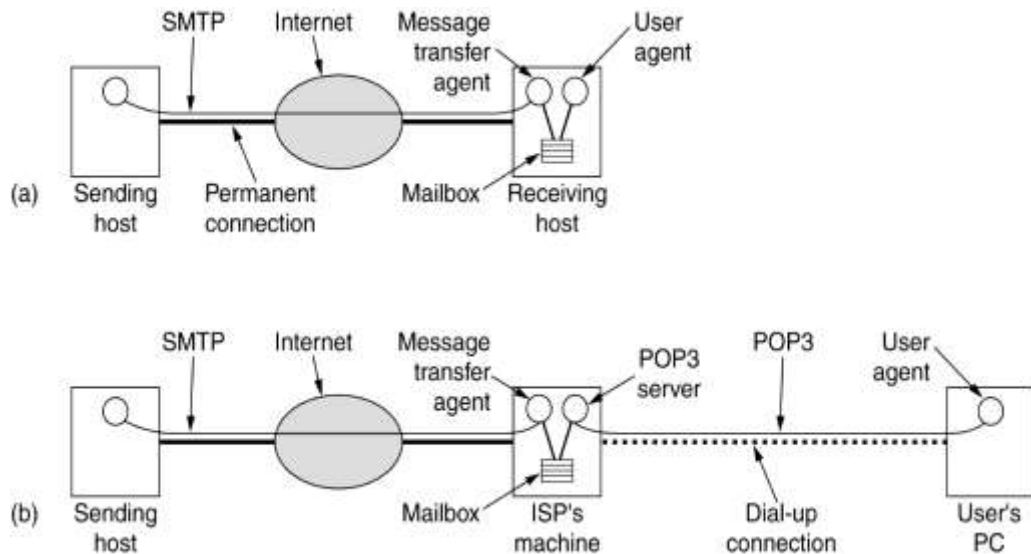 SMTP
Internet
Message
transfer
agent
User
agent
(a)
Sending
host
Permanent
connection
Mailbox
Receiving
host
SMTP
Internet
Message
transfer
agent
POP3
server
POP3
User
agent
(b)
Sending
host
Mailbox
ISP's
machine
Dial-up
connection
User's
PC